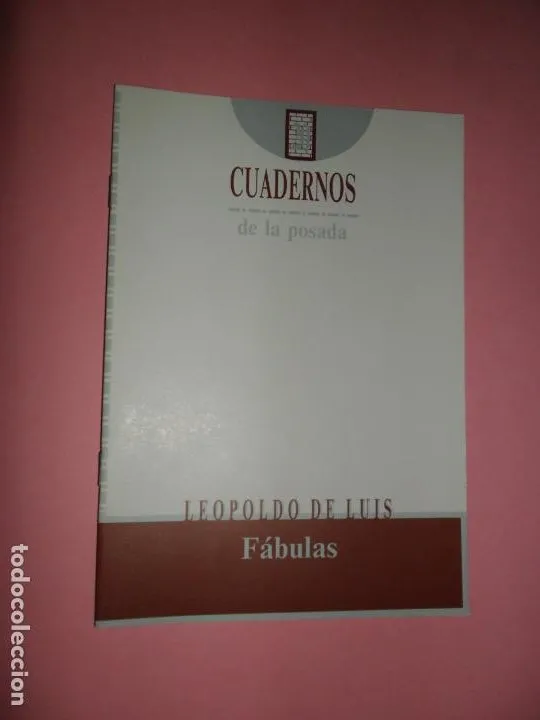 CUADERNOS
de la posada
LEOPOLDO DE LUIS
Fábulas
todocoleccion